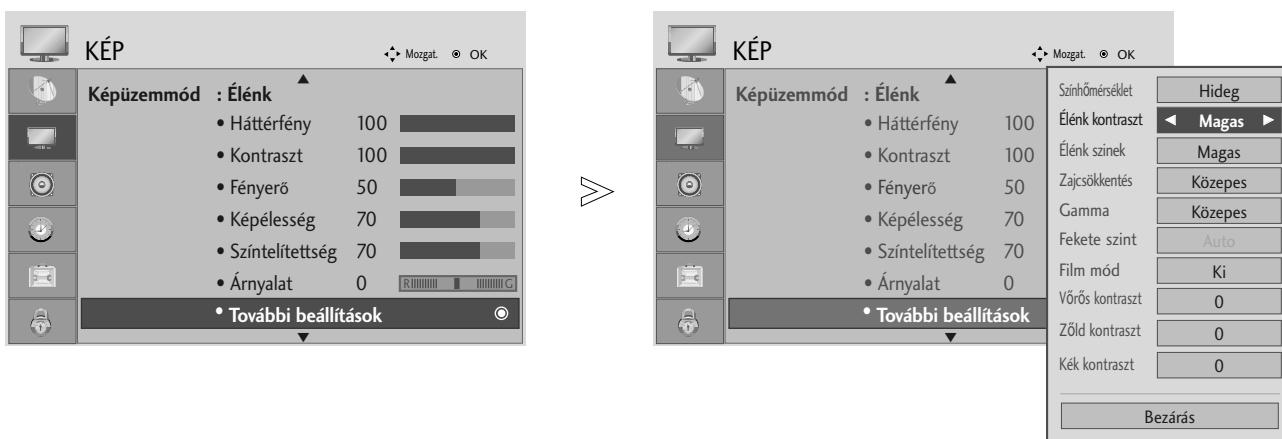 KÉP
Mozgat. OK
Képüzemmód : Élénk
• Háttérfény 100
• Kontraszt 100
• Fényerő 50
• Képélesség 70
• Színtelítettség 70
• Árnyalat 0 R G
• További beállítások
KÉP
Mozgat. OK
Képüzemmód : Élénk
• Háttérfény 100
• Kontraszt 100
• Fényerő 50
• Képélesség 70
• Színtelítettség 70
• Árnyalat 0
• További beállítások
Színhőmérséklet Hideg
Élénk kontraszt Magas
Élénk szinek Magas
Zajcsökkentés Közepes
Gamma Közepes
Fekete szint Auto
Film mód Ki
Vőrős kontraszt 0
Zőld kontraszt 0
Kék kontraszt 0
Bezárás